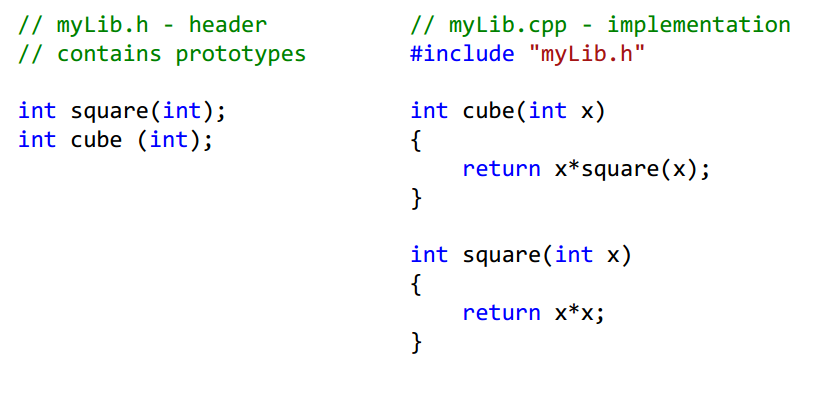 // myLib.h - header
// contains prototypes
int square(int);
int cube (int);
// myLib.cpp - implementation
#include "myLib.h"
int cube(int x)
{
return x*square(x);
}
int square(int x)
{
return x*x;
}